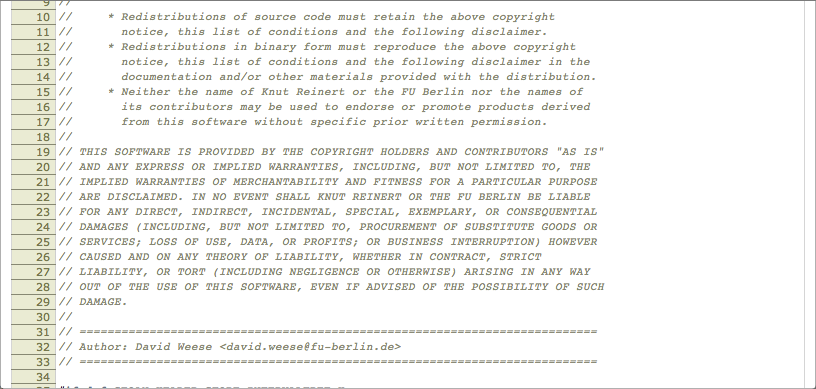 9 //
10 //     * Redistributions of source code must retain the above copyright
11 //       notice, this list of conditions and the following disclaimer.
12 //     * Redistributions in binary form must reproduce the above copyright
13 //       notice, this list of conditions and the following disclaimer in the
14 //       documentation and/or other materials provided with the distribution.
15 //     * Neither the name of Knut Reinert or the FU Berlin nor the names of
16 //       its contributors may be used to endorse or promote products derived
17 //       from this software without specific prior written permission.
18 //
19 // THIS SOFTWARE IS PROVIDED BY THE COPYRIGHT HOLDERS AND CONTRIBUTORS "AS IS"
20 // AND ANY EXPRESS OR IMPLIED WARRANTIES, INCLUDING, BUT NOT LIMITED TO, THE
21 // IMPLIED WARRANTIES OF MERCHANTABILITY AND FITNESS FOR A PARTICULAR PURPOSE
22 // ARE DISCLAIMED. IN NO EVENT SHALL KNUT REINERT OR THE FU BERLIN BE LIABLE
23 // FOR ANY DIRECT, INDIRECT, INCIDENTAL, SPECIAL, EXEMPLARY, OR CONSEQUENTIAL
24 // DAMAGES (INCLUDING, BUT NOT LIMITED TO, PROCUREMENT OF SUBSTITUTE GOODS OR
25 // SERVICES; LOSS OF USE, DATA, OR PROFITS; OR BUSINESS INTERRUPTION) HOWEVER
26 // CAUSED AND ON ANY THEORY OF LIABILITY, WHETHER IN CONTRACT, STRICT
27 // LIABILITY, OR TORT (INCLUDING NEGLIGENCE OR OTHERWISE) ARISING IN ANY WAY
28 // OUT OF THE USE OF THIS SOFTWARE, EVEN IF ADVISED OF THE POSSIBILITY OF SUCH
29 // DAMAGE.
30 //
31 // ==========================================================================
32 // Author: David Weese <david.weese@fu-berlin.de>
33 // ==========================================================================
34